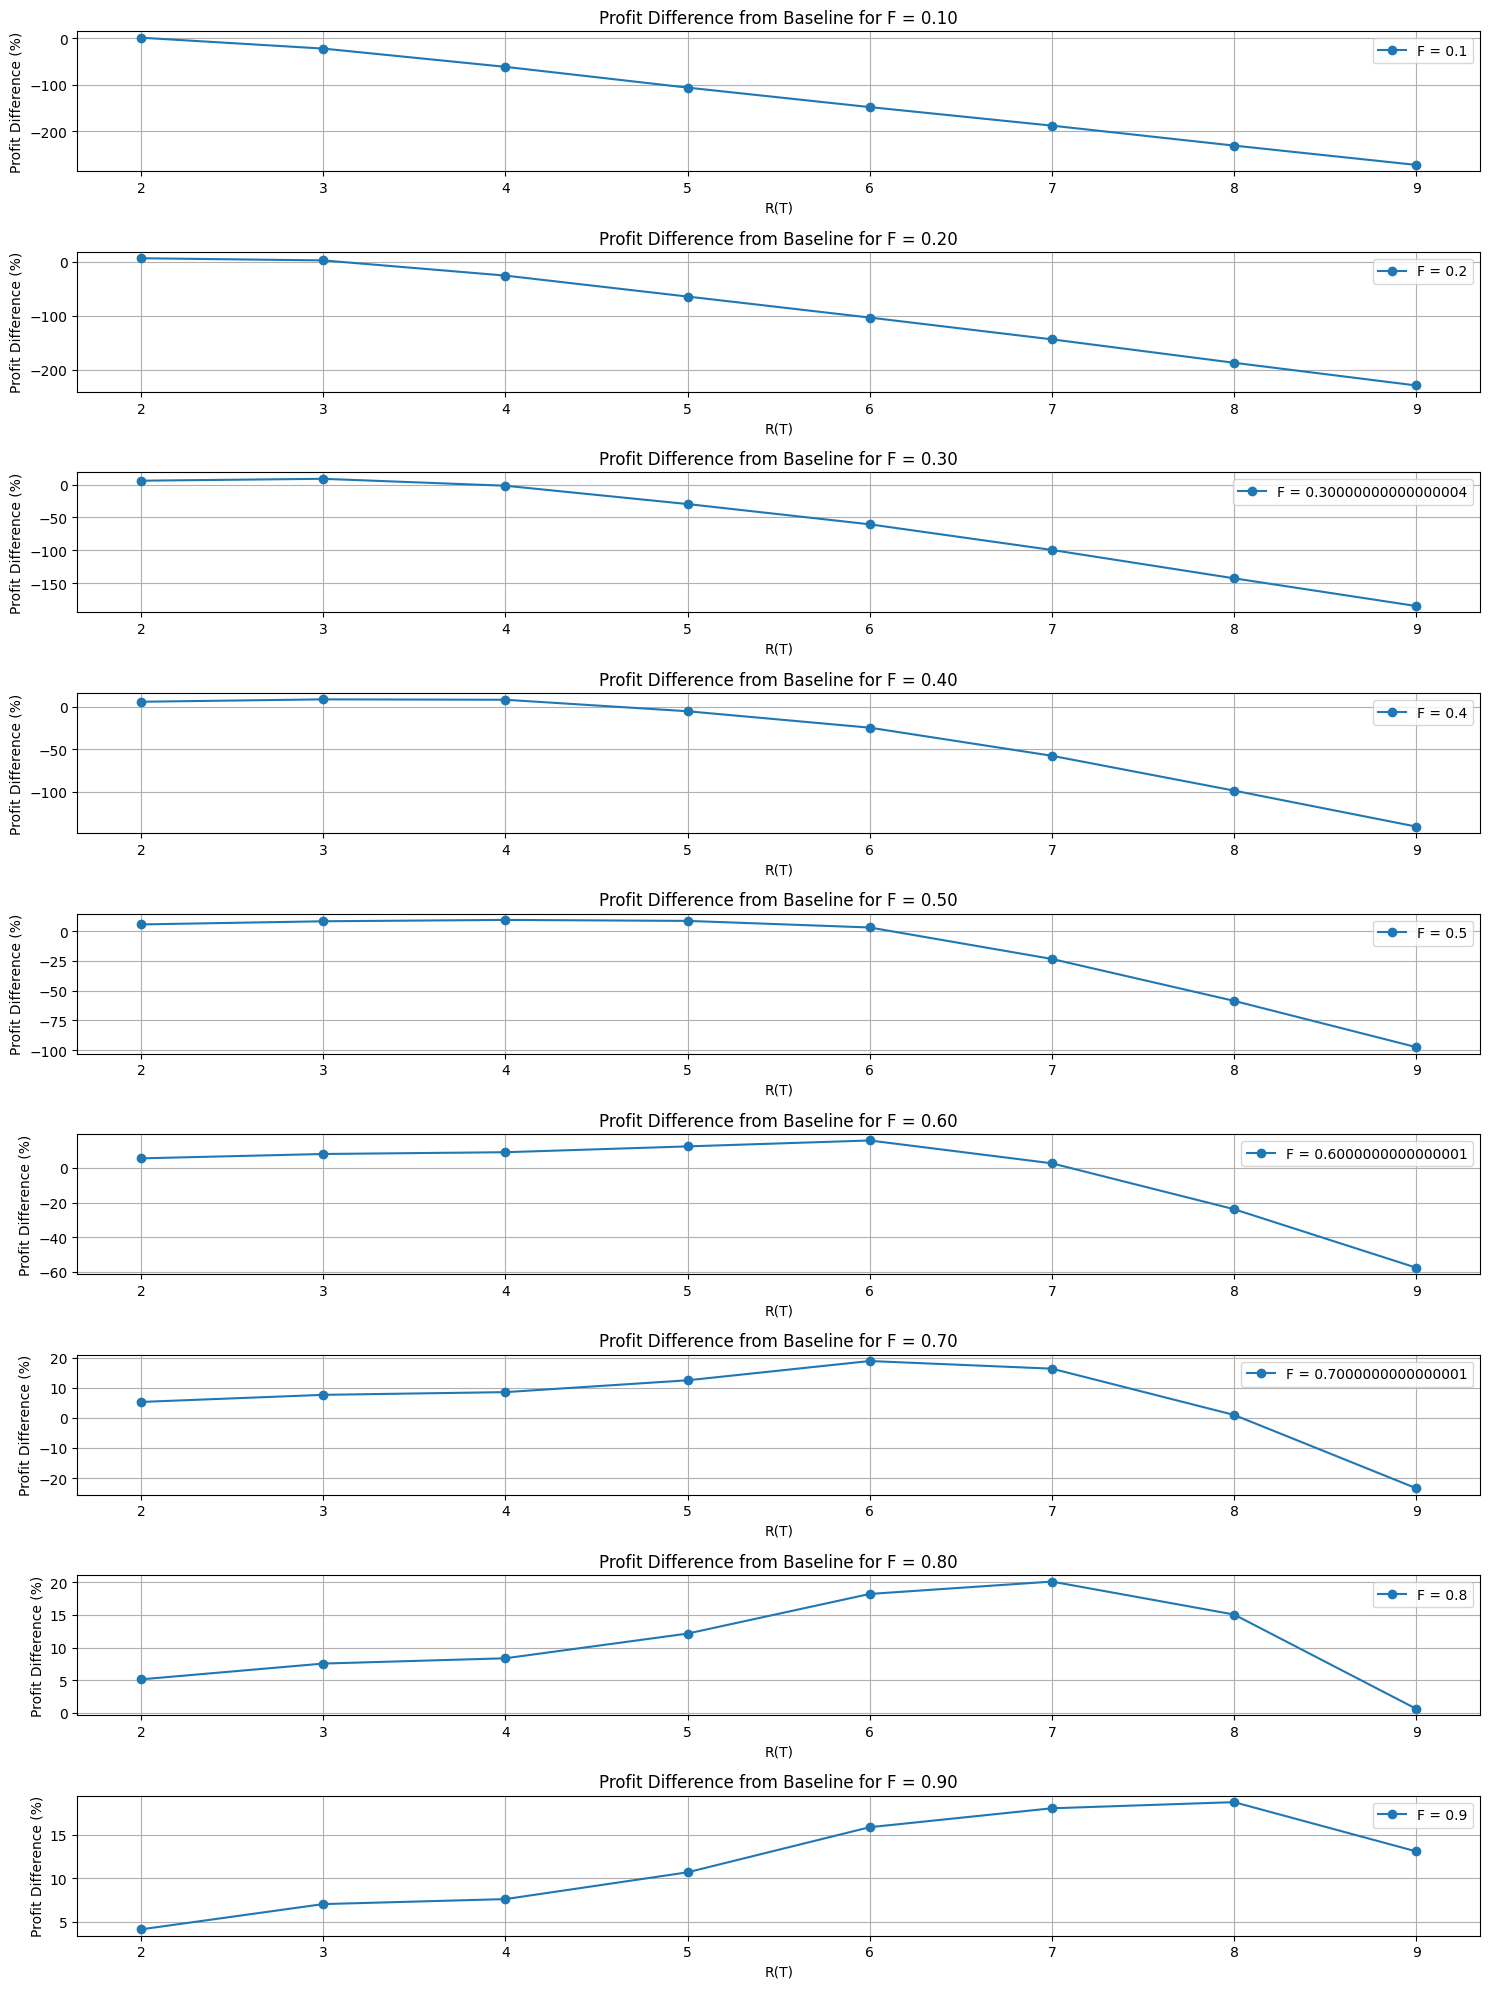 Profit Difference from Baseline for F = 0.10
Profit Difference (%)
0
−100
−200
F = 0.1
2 3 4 5 6 7 8 9
R(T)
Profit Difference from Baseline for F = 0.20
Profit Difference (%)
0
−100
−200
F = 0.2
2 3 4 5 6 7 8 9
R(T)
Profit Difference from Baseline for F = 0.30
Profit Difference (%)
0
−50
−100
−150
F = 0.30000000000000004
2 3 4 5 6 7 8 9
R(T)
Profit Difference from Baseline for F = 0.40
Profit Difference (%)
0
−50
−100
F = 0.4
2 3 4 5 6 7 8 9
R(T)
Profit Difference from Baseline for F = 0.50
Profit Difference (%)
0
−25
−50
−75
−100
F = 0.5
2 3 4 5 6 7 8 9
R(T)
Profit Difference from Baseline for F = 0.60
Profit Difference (%)
0
−20
−40
−60
F = 0.6000000000000001
2 3 4 5 6 7 8 9
R(T)
Profit Difference from Baseline for F = 0.70
Profit Difference (%)
20
10
0
−10
−20
F = 0.7000000000000001
2 3 4 5 6 7 8 9
R(T)
Profit Difference from Baseline for F = 0.80
Profit Difference (%)
20
15
10
5
0
F = 0.8
2 3 4 5 6 7 8 9
R(T)
Profit Difference from Baseline for F = 0.90
Profit Difference (%)
15
10
5
F = 0.9
2 3 4 5 6 7 8 9
R(T)